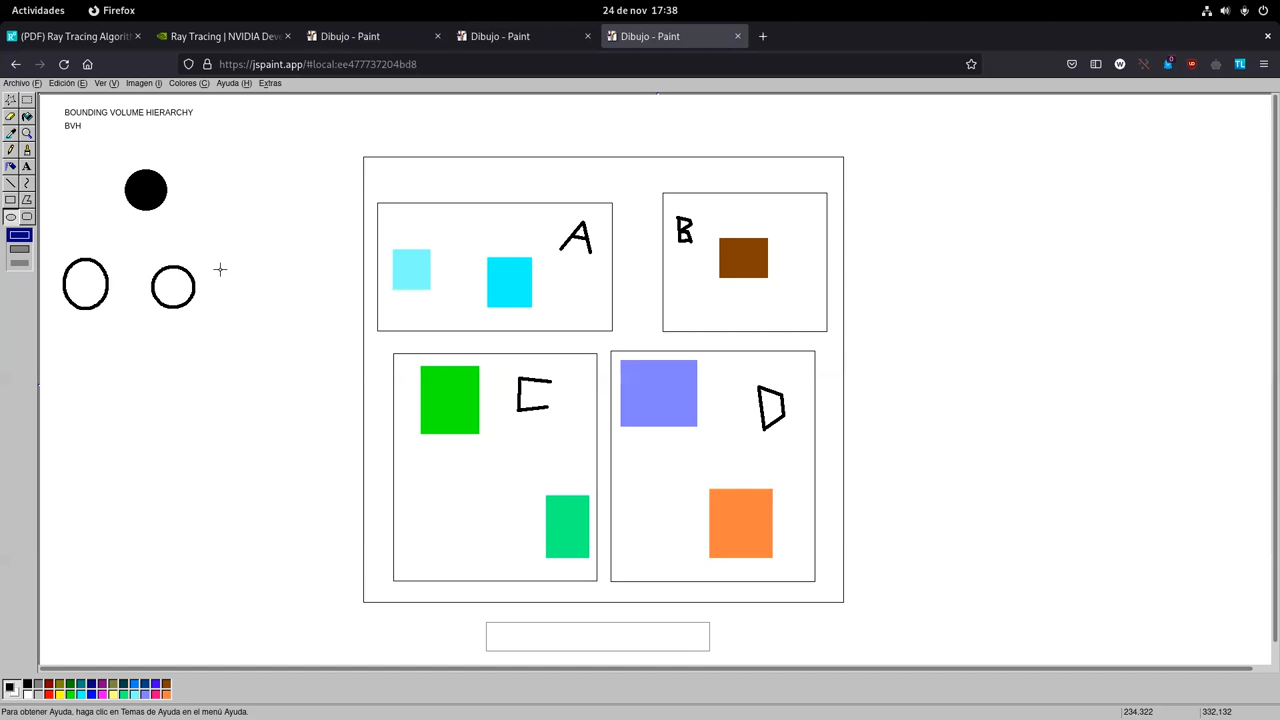 Actividades
Firefox
24 de nov 17:38
(PDF) Ray Tracing Algorith
Ray Tracing | NVIDIA Deve
Dibujo - Paint
Dibujo - Paint
Dibujo - Paint
https://jspaint.app/#local:ee477737204bd8
Archivo (F) Edición (E) Ver (V) Imagen (I) Colores (C) Ayuda (H) Extras
BOUNDING VOLUME HIERARCHY
BVH
A
B
C
D
Para obtener Ayuda, haga clic en Temas de Ayuda en el menú Ayuda.
234,322
332,132